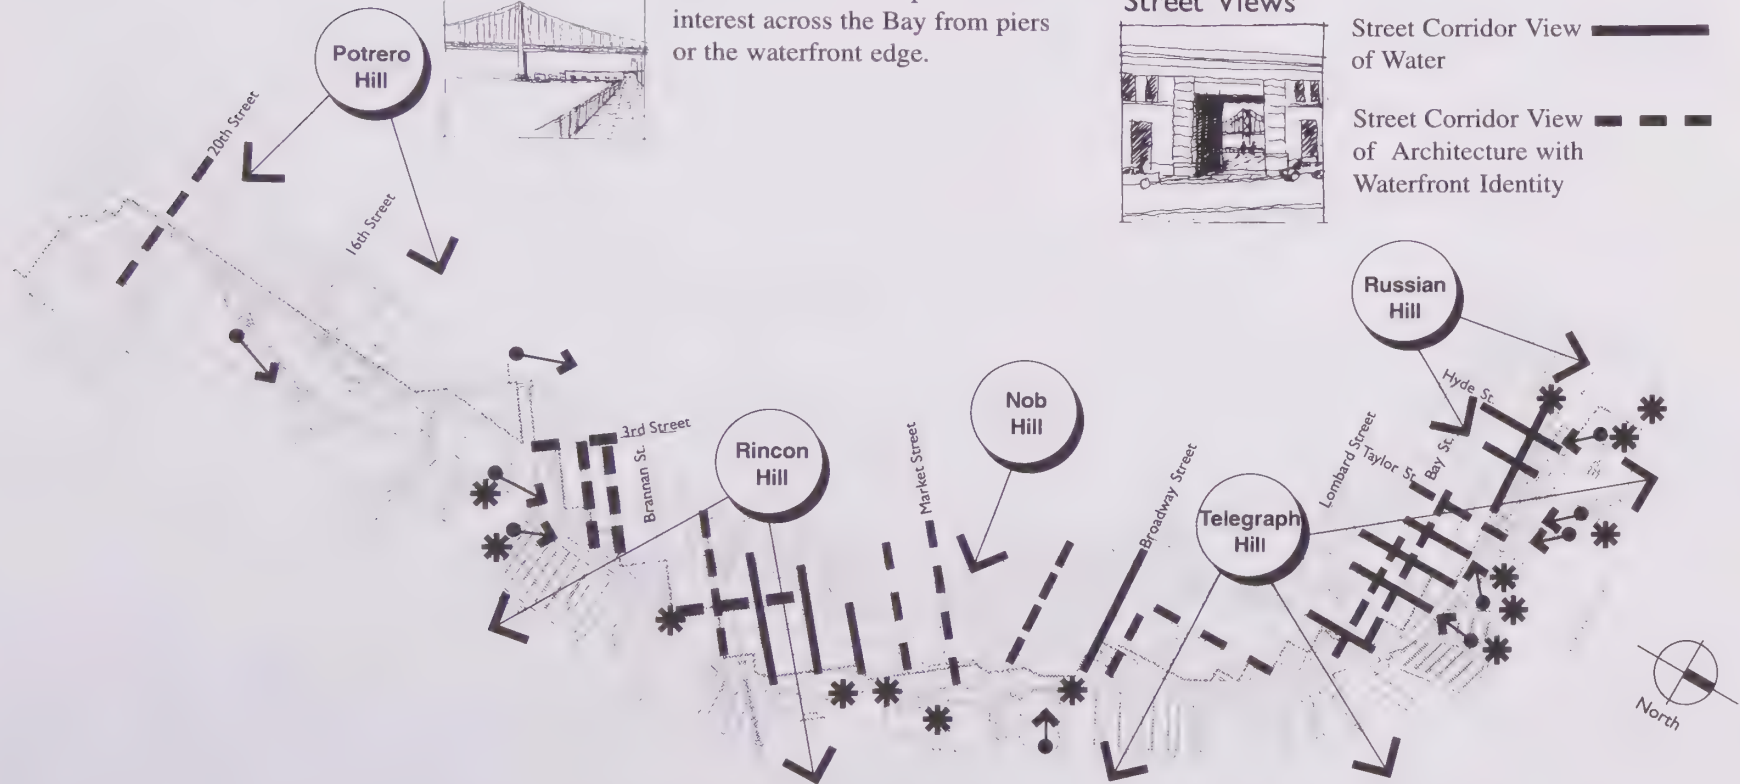 interest across the Bay from piers
or the waterfront edge.
Street Views
Street Corridor View
of Water
Street Corridor View
of Architecture with
Waterfront Identity
Potrero
Hill
20th Street
16th Street
Russian
Hill
Hyde St.
Nob
Hill
Rincon
Hill
3rd Street
Brannan St.
Market Street
Broadway Street
Telegraph
Hill
Lombard Street
Taylor St.
Bay St.
North